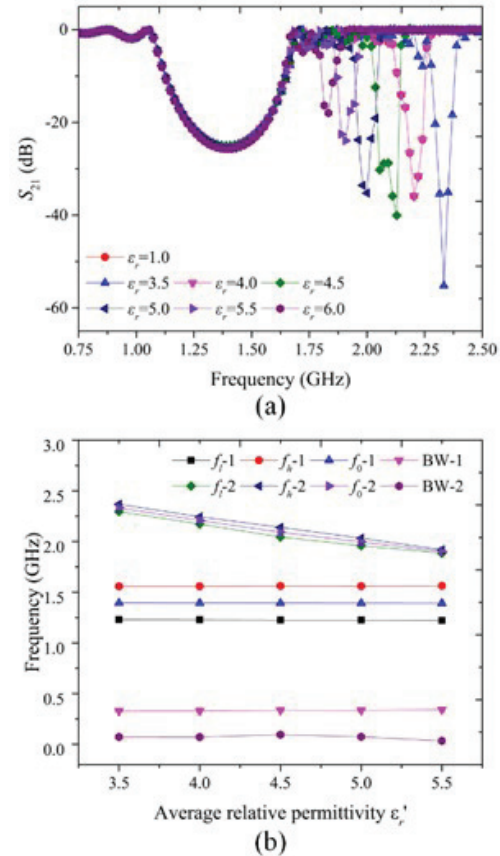 0
-20
-40
-60
S21 (dB)
εr=1.0
εr=3.5 εr=4.0 εr=4.5
εr=5.0 εr=5.5 εr=6.0
0.75 1.00 1.25 1.50 1.75 2.00 2.25 2.50
Frequency (GHz)
(a)
3.0
2.5
2.0
1.5
1.0
0.5
0.0
Frequency (GHz)
fl-1 fh-1 f0-1 BW-1
fl-2 fh-2 f0-2 BW-2
3.5 4.0 4.5 5.0 5.5
Average relative permittivity εr'
(b)